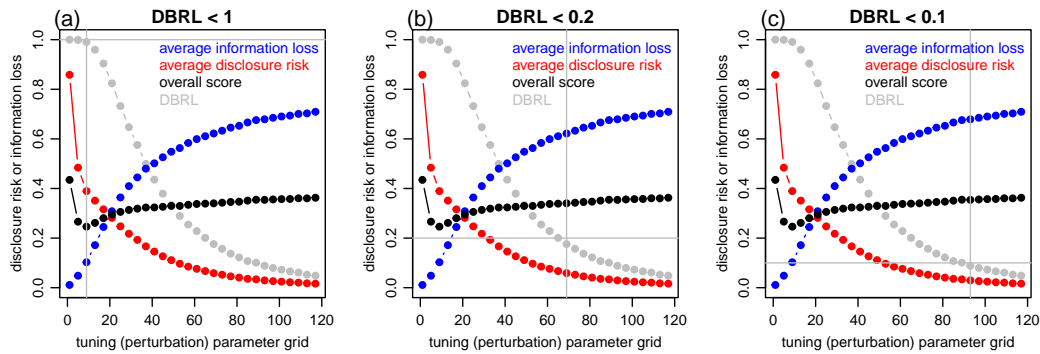 (a) DBRL < 1
disclosure risk or information loss
1.0
0.8
0.6
0.4
0.2
0.0
average information loss
average disclosure risk
overall score
DBRL
0 20 40 60 80 100 120
tuning (perturbation) parameter grid
(b) DBRL < 0.2
disclosure risk or information loss
1.0
0.8
0.6
0.4
0.2
0.0
average information loss
average disclosure risk
overall score
DBRL
0 20 40 60 80 100 120
tuning (perturbation) parameter grid
(c) DBRL < 0.1
disclosure risk or information loss
1.0
0.8
0.6
0.4
0.2
0.0
average information loss
average disclosure risk
overall score
DBRL
0 20 40 60 80 100 120
tuning (perturbation) parameter grid